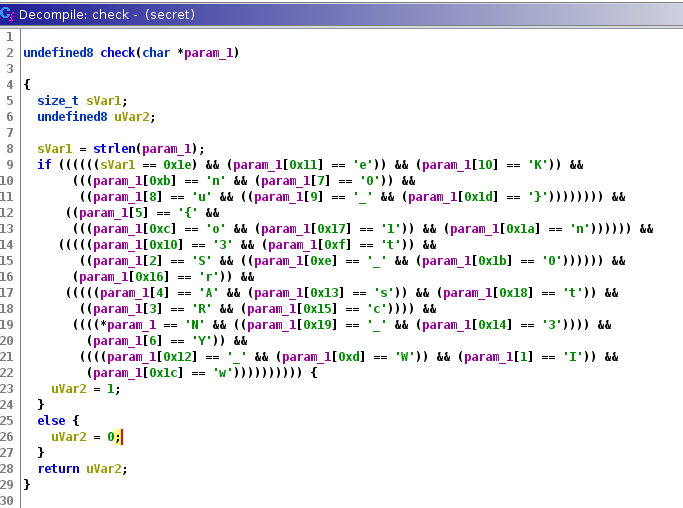 Decompile: check - (secret)
1
2 undefined8 check(char *param_1)
3
4 {
5 size_t sVar1;
6 undefined8 uVar2;
7
8 sVar1 = strlen(param_1);
9 if ((((((sVar1 == 0x1e) && (param_1[0x11] == 'e')) && (param_1[10] == 'K')) &&
10 (((param_1[0xb] == 'n' && (param_1[7] == '0')) &&
11 ((param_1[8] == 'u' && ((param_1[9] == '_' && (param_1[0x1d] == '}')))))))) &&
12 ((param_1[5] == '{' &&
13 (((param_1[0xc] == 'o' && (param_1[0x17] == '1')) && (param_1[0x1a] == 'n')))))) &&
14 (((((param_1[0x10] == '3' && (param_1[0xf] == 't')) &&
15 ((param_1[2] == 'S' && ((param_1[0xe] == '_' && (param_1[0x1b] == '0')))))) &&
16 (param_1[0x16] == 'r')) &&
17 (((((param_1[4] == 'A' && (param_1[0x13] == 's')) && (param_1[0x18] == 't')) &&
18 ((param_1[3] == 'R' && (param_1[0x15] == 'c')))) &&
19 ((((*param_1 == 'N' && ((param_1[0x19] == '_' && (param_1[0x14] == '3')))) &&
20 (param_1[6] == 'Y')) &&
21 ((((param_1[0x12] == '_' && (param_1[0xd] == 'W')) && (param_1[1] == 'I')) &&
22 (param_1[0x1c] == 'w')))))))))) {
23 uVar2 = 1;
24 }
25 else {
26 uVar2 = 0;
27 }
28 return uVar2;
29 }
30